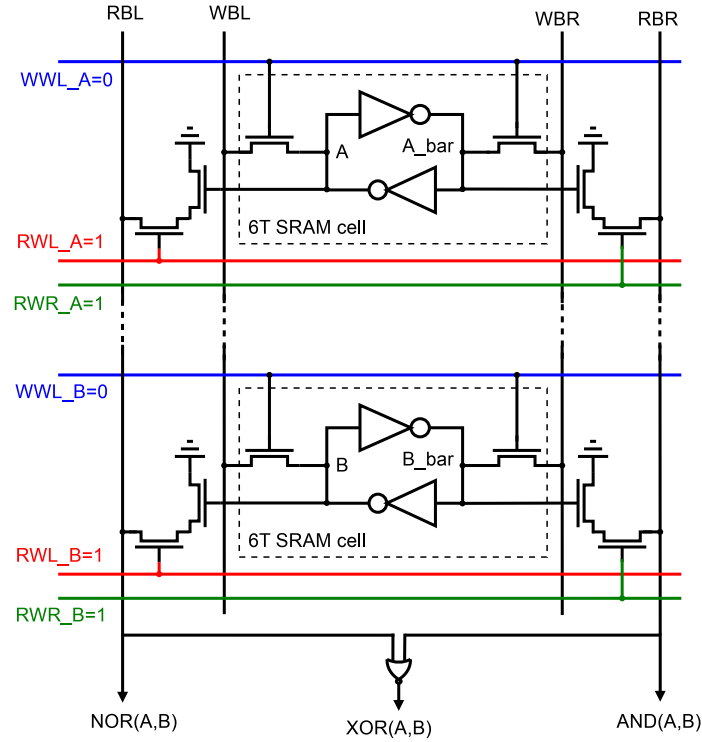 RBL
WBL
WBR
RBR
WWL_A=0
A
A_bar
6T SRAM cell
RWL_A=1
RWR_A=1
WWL_B=0
B
B_bar
6T SRAM cell
RWL_B=1
RWR_B=1
NOR(A,B)
XOR(A,B)
AND(A,B)